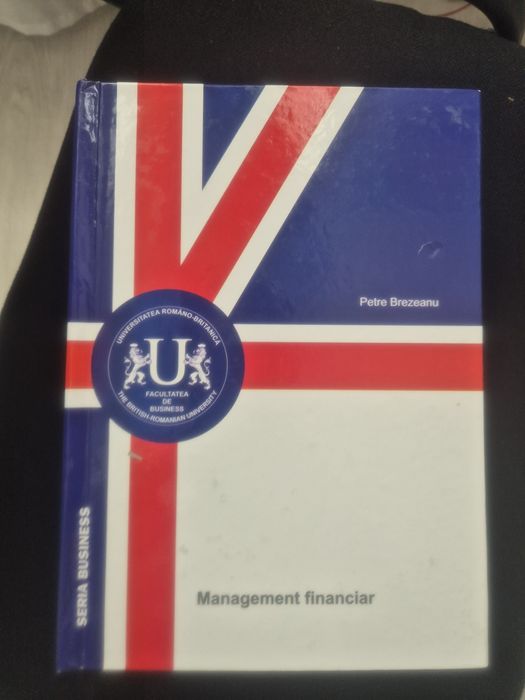 Petre Brezeanu
UNIVERSITATEA ROMÂNO-BRITANICĂ
U
FACULTATEA
DE
BUSINESS
THE BRITISH-ROMANIAN UNIVERSITY
SERIA BUSINESS
Management financiar